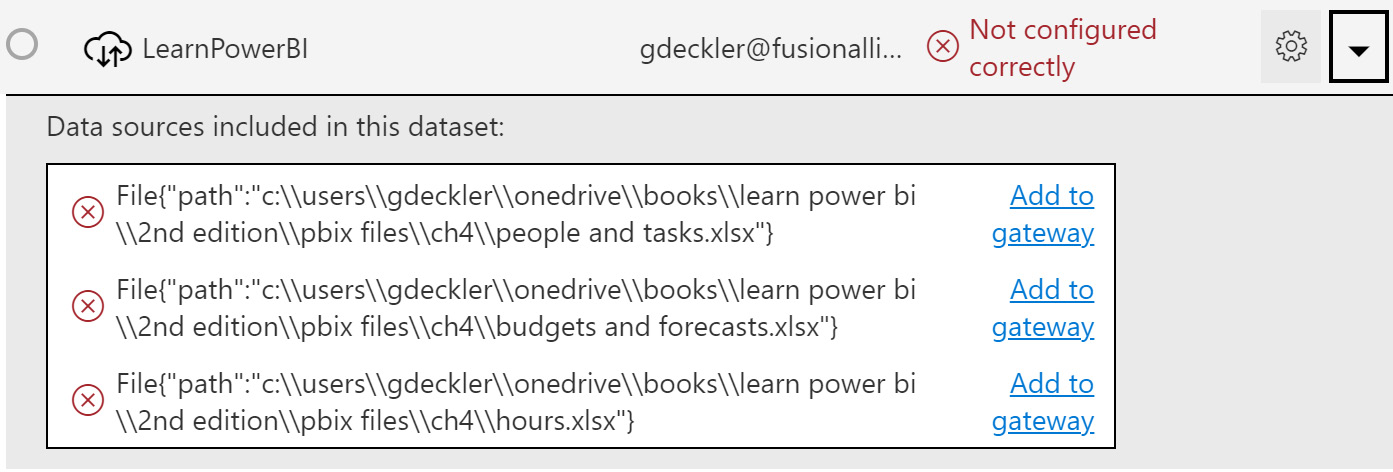 LearnPowerBI
gdeckler@fusionalli...
Not configured
correctly
Data sources included in this dataset:
File{"path":"c:\\users\\gdeckler\\onedrive\\books\\learn power bi
\\2nd edition\\pbix files\\ch4\\people and tasks.xlsx"}
Add to
gateway
File{"path":"c:\\users\\gdeckler\\onedrive\\books\\learn power bi
\\2nd edition\\pbix files\\ch4\\budgets and forecasts.xlsx"}
Add to
gateway
File{"path":"c:\\users\\gdeckler\\onedrive\\books\\learn power bi
\\2nd edition\\pbix files\\ch4\\hours.xlsx"}
Add to
gateway